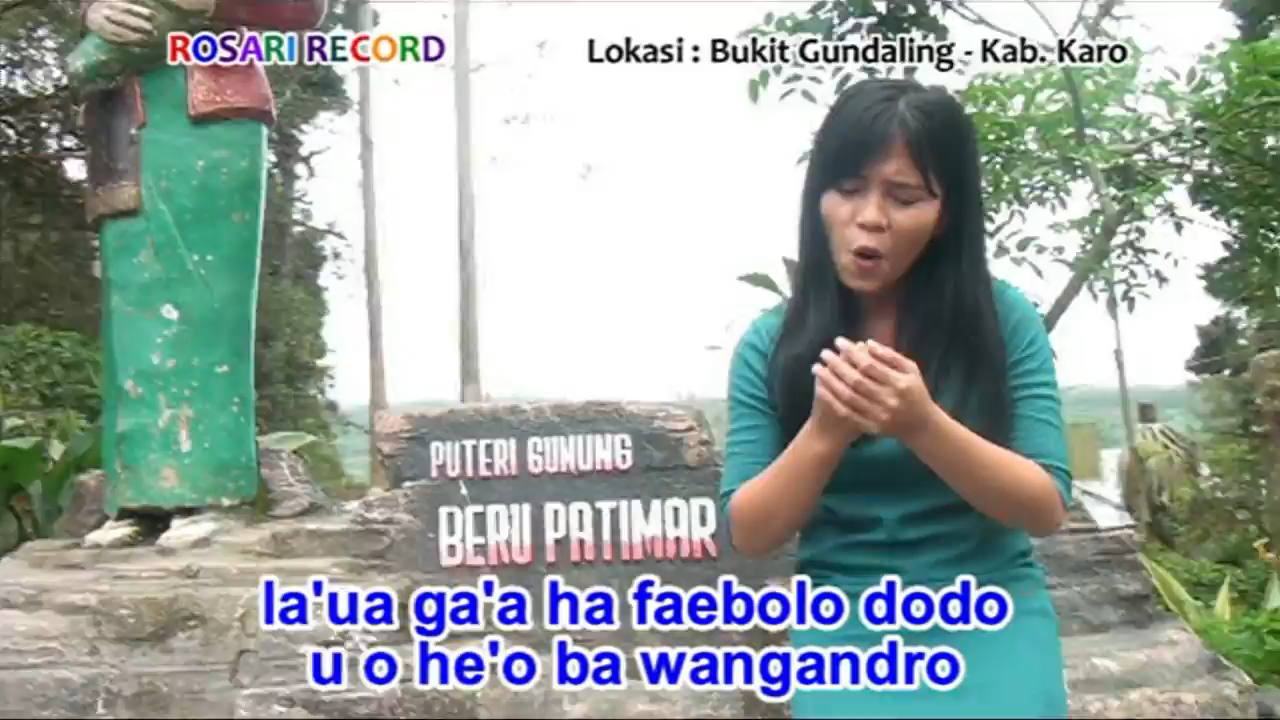 ROSARI RECORD
Lokasi : Bukit Gundaling - Kab. Karo
PUTERI GUNUNG
BERU PATIMAR
la'ua ga'a ha faebolo dodo
u o he'o ba wangandro